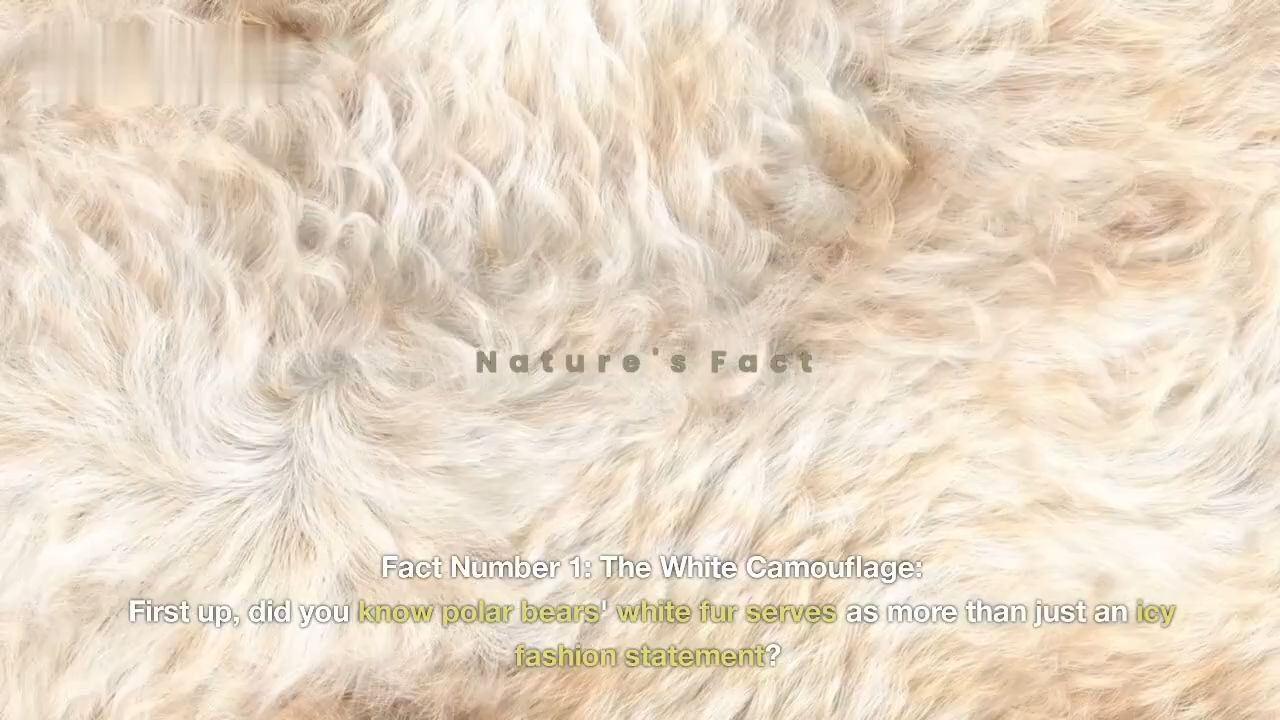 Nature's Fact
Fact Number 1: The White Camouflage:
First up, did you know polar bears' white fur serves as more than just an icy
fashion statement?